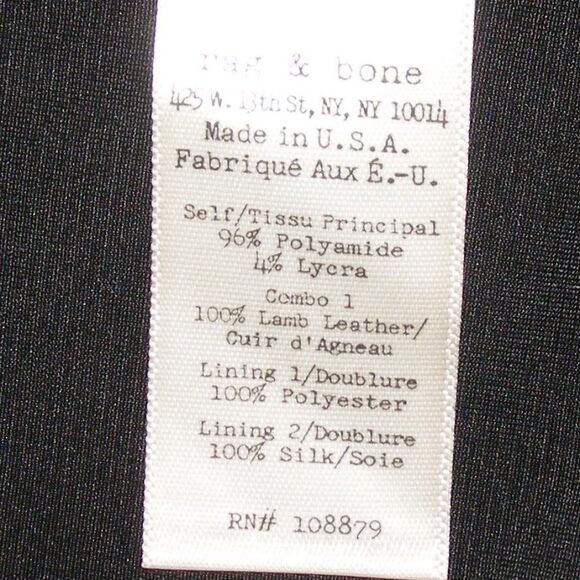 rag & bone
425 W. 13th St, NY, NY 10014
Made in U.S.A.
Fabriqué Aux É.-U.
Self/Tissu Principal
96% Polyamide
4% Lycra
Combo 1
100% Lamb Leather/
Cuir d'Agneau
Lining 1/Doublure
100% Polyester
Lining 2/Doublure
100% Silk/Soie
RN# 108879